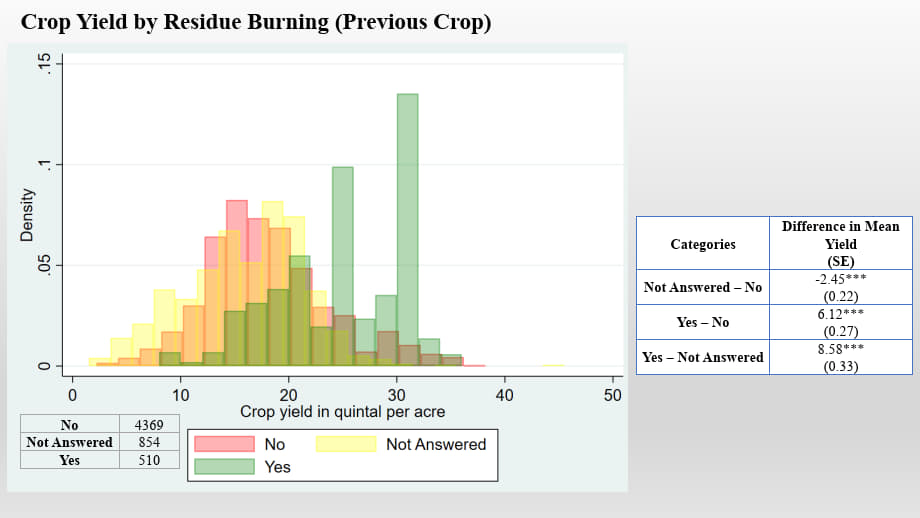 Crop Yield by Residue Burning (Previous Crop)
.15
.1
.05
0
Density
0 10 20 30 40 50
Crop yield in quintal per acre
No 4369
Not Answered 854
Yes 510
No Not Answered
Yes
Categories
Difference in Mean
Yield
(SE)
Not Answered – No
-2.45***
(0.22)
Yes – No
6.12***
(0.27)
Yes – Not Answered
8.58***
(0.33)